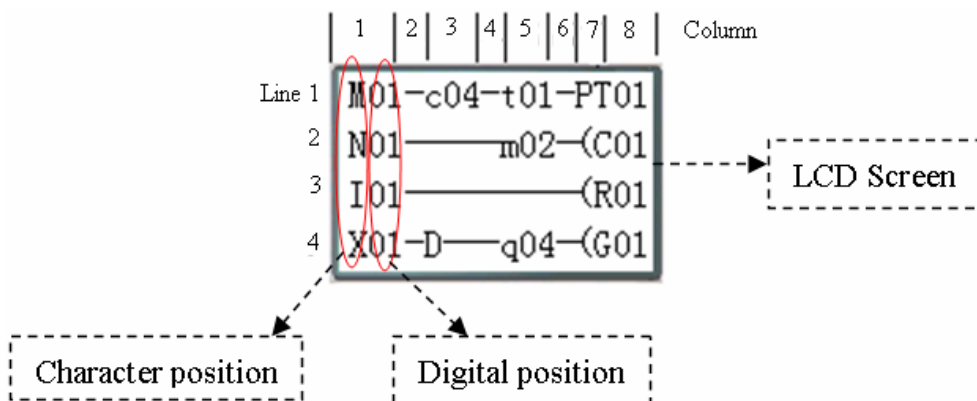 1 2 3 4 5 6 7 8 Column
Line 1 M01-c04-t01-PT01
2 N01————m02-(C01
3 I01————————(R01
4 X01-D——q04-(G01
LCD Screen
Character position
Digital position